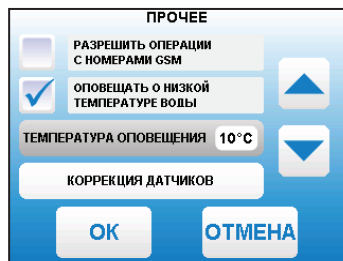 ПРОЧЕЕ
РАЗРЕШИТЬ ОПЕРАЦИИ
С НОМЕРАМИ GSM
ОПОВЕЩАТЬ О НИЗКОЙ
ТЕМПЕРАТУРЕ ВОДЫ
ТЕМПЕРАТУРА ОПОВЕЩЕНИЯ 10°C
КОРРЕКЦИЯ ДАТЧИКОВ
ОК ОТМЕНА